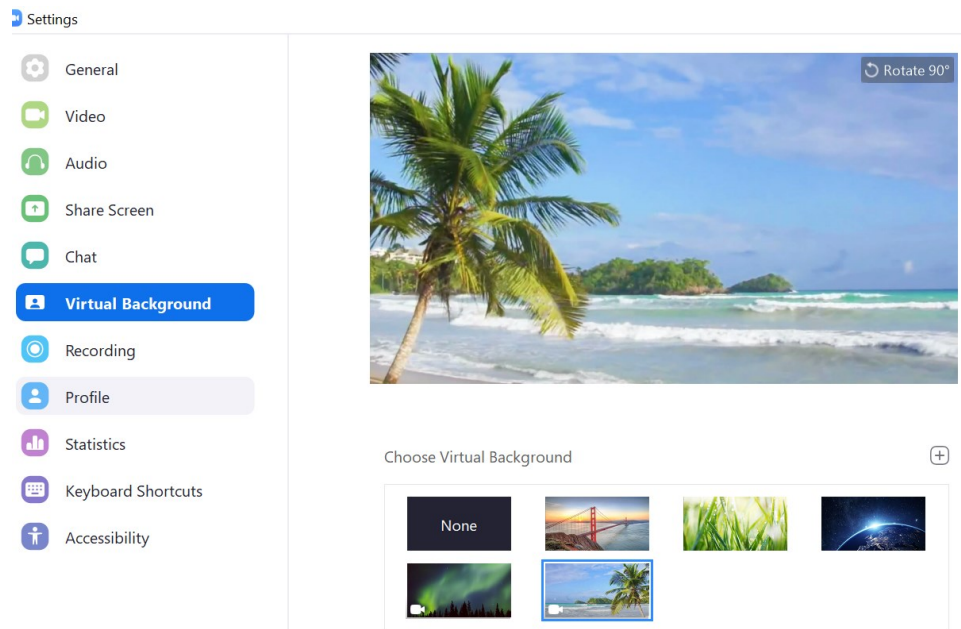 Settings
General
Video
Audio
Share Screen
Chat
Virtual Background
Recording
Profile
Statistics
Keyboard Shortcuts
Accessibility
Rotate 90°
Choose Virtual Background
None